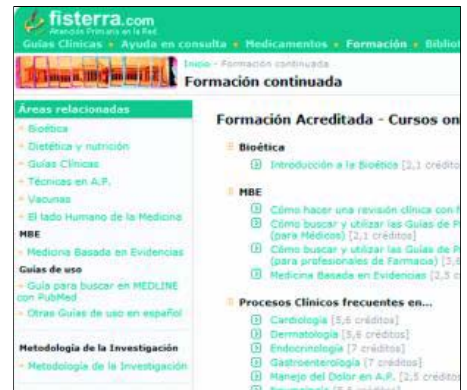 fisterra.com
Atención Primaria en la Red
Guías Clínicas Ayuda en consulta Medicamentos Formación
Inicio - Formación continuada
Formación continuada
Áreas relacionadas
Bioética
Dietética y nutrición
Guías Clínicas
Técnicas en A.P.
Vacunas
El lado Humano de la Medicina
MBE
Medicina Basada en Evidencias
Guías de uso
Guía para buscar en MEDLINE
con PubMed
Otras Guías de uso en español
Metodología de la Investigación
Metodología de la Investigación
Formación Acreditada - Cursos on
Bioética
Introducción a la Bioética [2,1 crédito
MBE
Cómo hacer una revisión clínica con
Cómo buscar y utilizar las Guías de P
(para Médicos) [2,1 créditos]
Cómo buscar y utilizar las Guías de P
(para profesionales de Farmacia)
Medicina Basada en Evidencias [2,5 c
Procesos Clínicos frecuentes en...
Cardiología [5,6 créditos]
Dermatología [5,6 créditos]
Endocrinología [7 créditos]
Gastroenterología [7 créditos]
Manejo del Dolor en A.P. [2,5 créditos